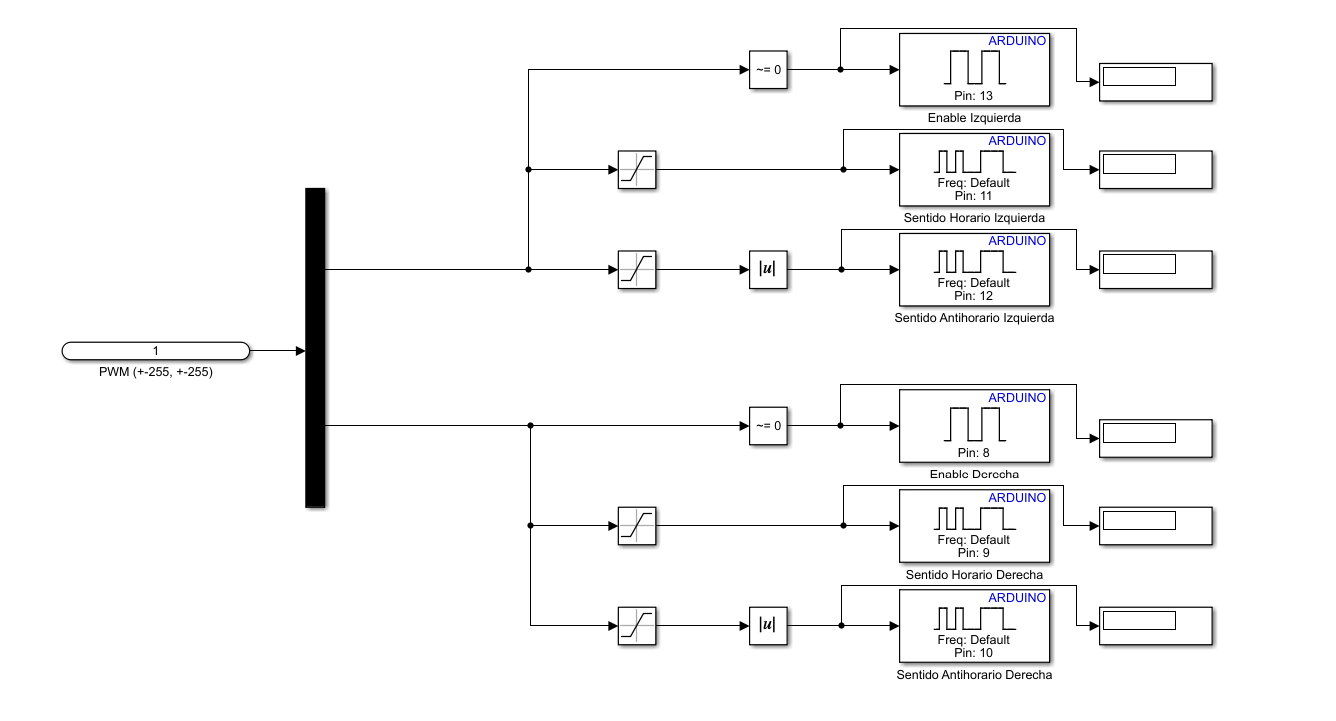 ~= 0
ARDUINO
Pin: 13
Enable Izquierda
ARDUINO
Freq: Default
Pin: 11
Sentido Horario Izquierda
|u|
ARDUINO
Freq: Default
Pin: 12
Sentido Antihorario Izquierda
1
PWM (+-255, +-255)
~= 0
ARDUINO
Pin: 8
Enable Derecha
ARDUINO
Freq: Default
Pin: 9
Sentido Horario Derecha
|u|
ARDUINO
Freq: Default
Pin: 10
Sentido Antihorario Derecha